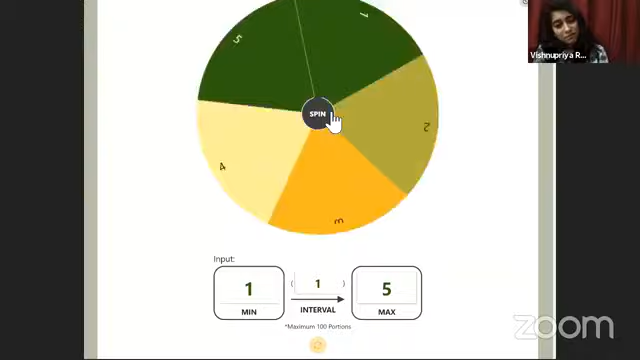 Vishnupriya R...
1
5
SPIN
2
4
3
Input:
1
MIN
( 1 )
INTERVAL
5
MAX
*Maximum 100 Portions
zoom